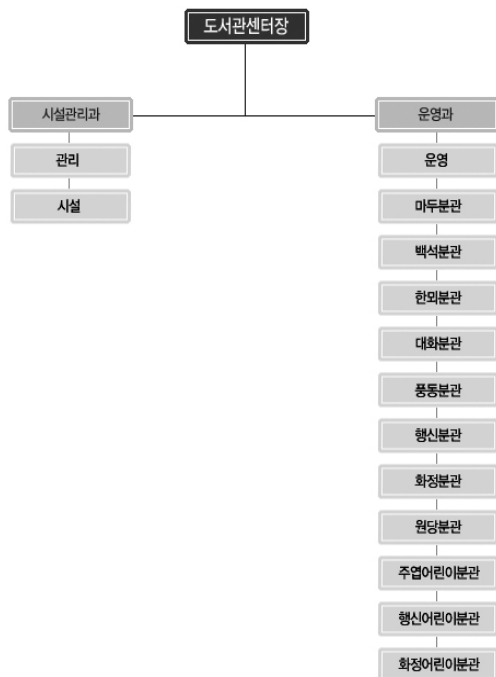 도서관센터장
시설관리과
관리
시설
운영과
운영
마두분관
백석분관
한뫼분관
대화분관
풍동분관
행신분관
화정분관
원당분관
주엽어린이분관
행신어린이분관
화정어린이분관